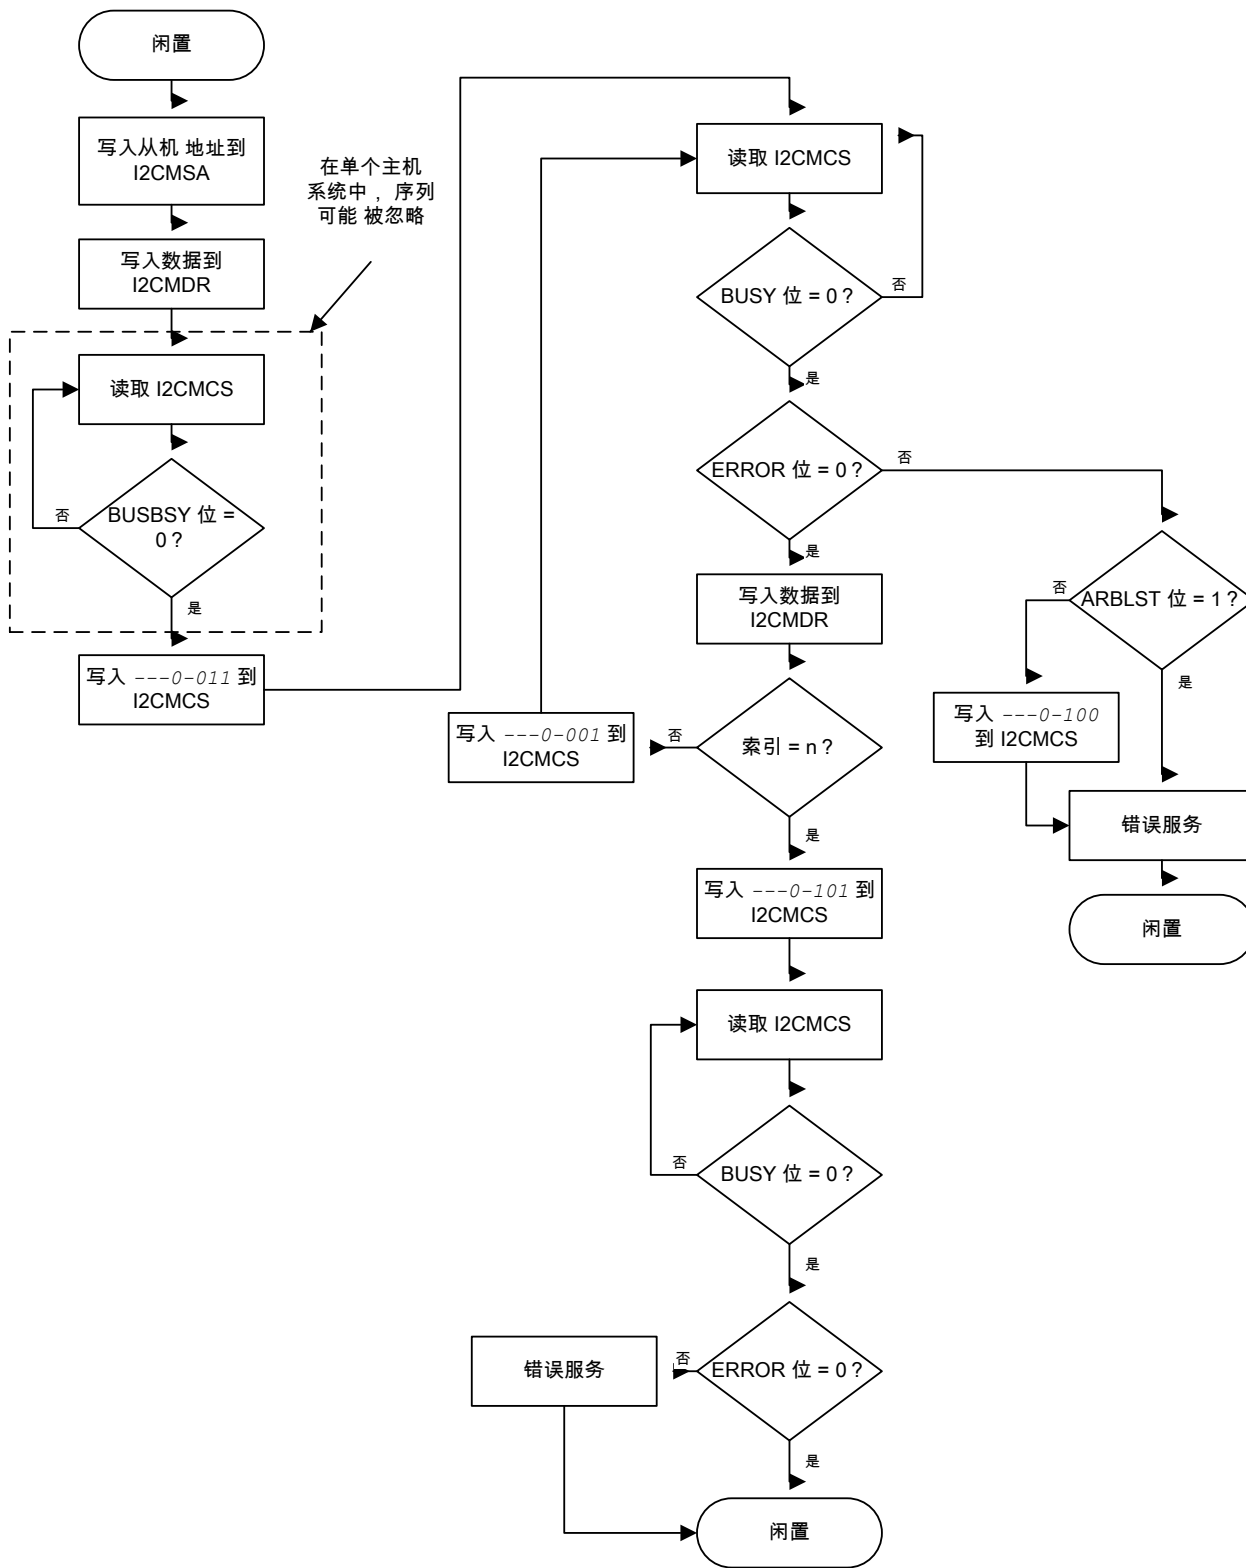 闲置
写入从机 地址到
I2CMSA
写入数据到
I2CMDR
在单个主机
系统中，序列
可能 被忽略
读取 I2CMCS
BUSBSY 位 =
0？
否
是
写入 ---0-011 到
I2CMCS
读取 I2CMCS
BUSY 位 = 0？
否
是
ERROR 位 = 0？
否
是
写入数据到
I2CMDR
索引 = n？
否
写入 ---0-001 到
I2CMCS
是
ARBLST 位 = 1？
否
是
写入 ---0-100
到 I2CMCS
错误服务
闲置
写入 ---0-101 到
I2CMCS
读取 I2CMCS
BUSY 位 = 0？
否
是
ERROR 位 = 0？
否
错误服务
是
闲置